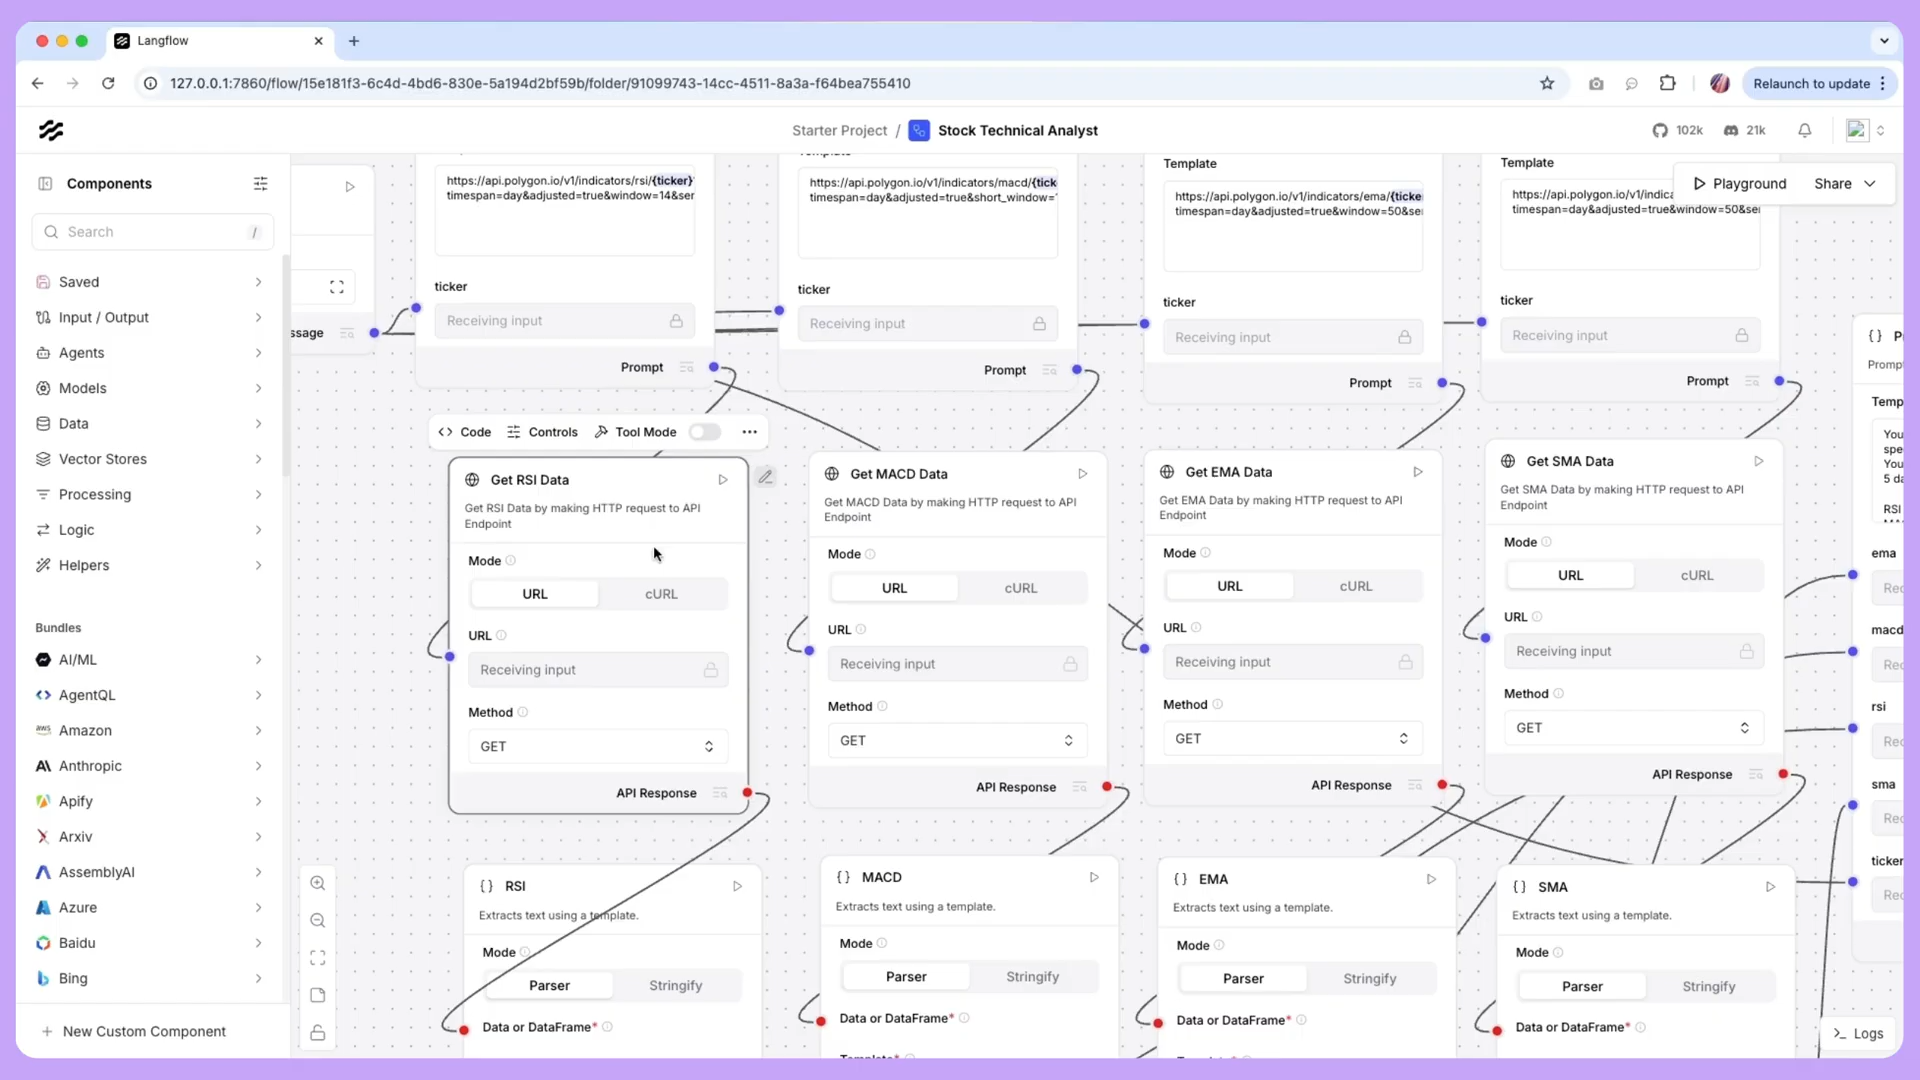 Langflow
127.0.0.1:7860/flow/15e181f3-6c4d-4bd6-830e-5a194d2bf59b/folder/91099743-14cc-4511-8a3a-f64bea755410
Relaunch to update
Starter Project / Stock Technical Analyst
102k
21k
Components
Search
/
Saved
Input / Output
Agents
Models
Data
Vector Stores
Processing
Logic
Helpers
Bundles
AI/ML
AgentQL
Amazon
Anthropic
Apify
Arxiv
AssemblyAI
Azure
Baidu
Bing
New Custom Component
Playground
Share
ssage
https://api.polygon.io/v1/indicators/rsi/{ticker}
timespan=day&adjusted=true&window=14&ser
ticker
Receiving input
Prompt
https://api.polygon.io/v1/indicators/macd/{tick
timespan=day&adjusted=true&short_window=
ticker
Receiving input
Prompt
Template
https://api.polygon.io/v1/indicators/ema/{ticke
timespan=day&adjusted=true&window=50&se
ticker
Receiving input
Prompt
Template
https://api.polygon.io/v1/indica
timespan=day&adjusted=true&window=50&se
ticker
Receiving input
Prompt
Code
Controls
Tool Mode
Get RSI Data
Get RSI Data by making HTTP request to API
Endpoint
Mode
URL
cURL
URL
Receiving input
Method
GET
API Response
Get MACD Data
Get MACD Data by making HTTP request to API
Endpoint
Mode
URL
cURL
URL
Receiving input
Method
GET
API Response
Get EMA Data
Get EMA Data by making HTTP request to API
Endpoint
Mode
URL
cURL
URL
Receiving input
Method
GET
API Response
Get SMA Data
Get SMA Data by making HTTP request to API
Endpoint
Mode
URL
cURL
URL
Receiving input
Method
GET
API Response
RSI
Extracts text using a template.
Mode
Parser
Stringify
Data or DataFrame*
MACD
Extracts text using a template.
Mode
Parser
Stringify
Data or DataFrame*
EMA
Extracts text using a template.
Mode
Parser
Stringify
Data or DataFrame*
SMA
Extracts text using a template.
Mode
Parser
Stringify
Data or DataFrame*
Prompt
Temp
You
spe
You
5 da
RSI
ema
Rec
macd
Rec
rsi
Rec
sma
Rec
ticker
Rec
>_ Logs